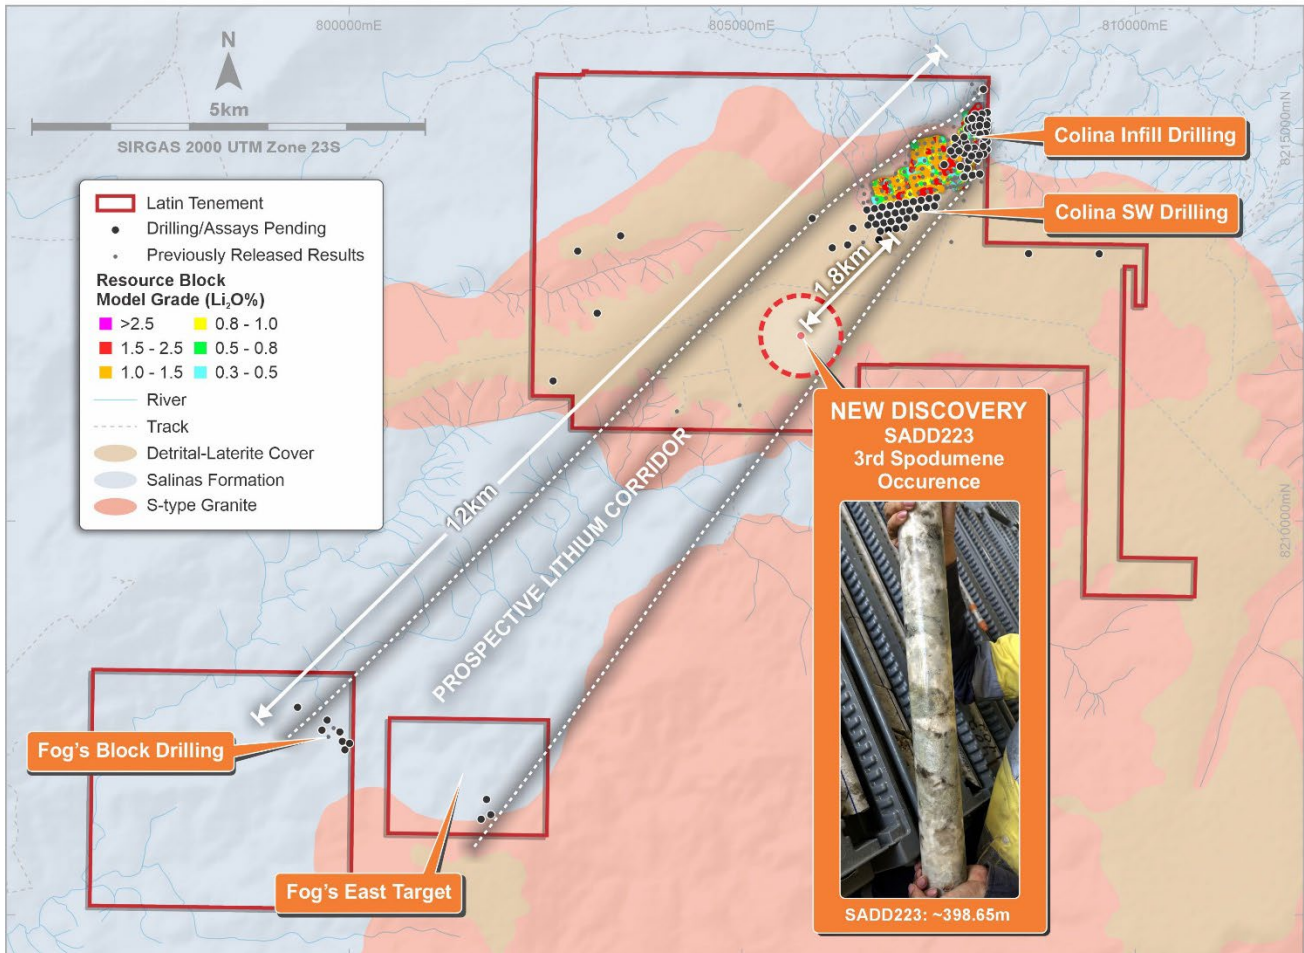 800000mE
805000mE
810000mE
N
5km
SIRGAS 2000 UTM Zone 23S
8215000mN
8210000mN
Latin Tenement
Drilling/Assays Pending
Previously Released Results
Resource Block
Model Grade (Li₂O%)
>2.5
0.8 - 1.0
1.5 - 2.5
0.5 - 0.8
1.0 - 1.5
0.3 - 0.5
River
Track
Detrital-Laterite Cover
Salinas Formation
S-type Granite
Colina Infill Drilling
Colina SW Drilling
1.8km
12km
PROSPECTIVE LITHIUM CORRIDOR
NEW DISCOVERY
SADD223
3rd Spodumene
Occurence
SADD223: ~398.65m
Fog's Block Drilling
Fog's East Target